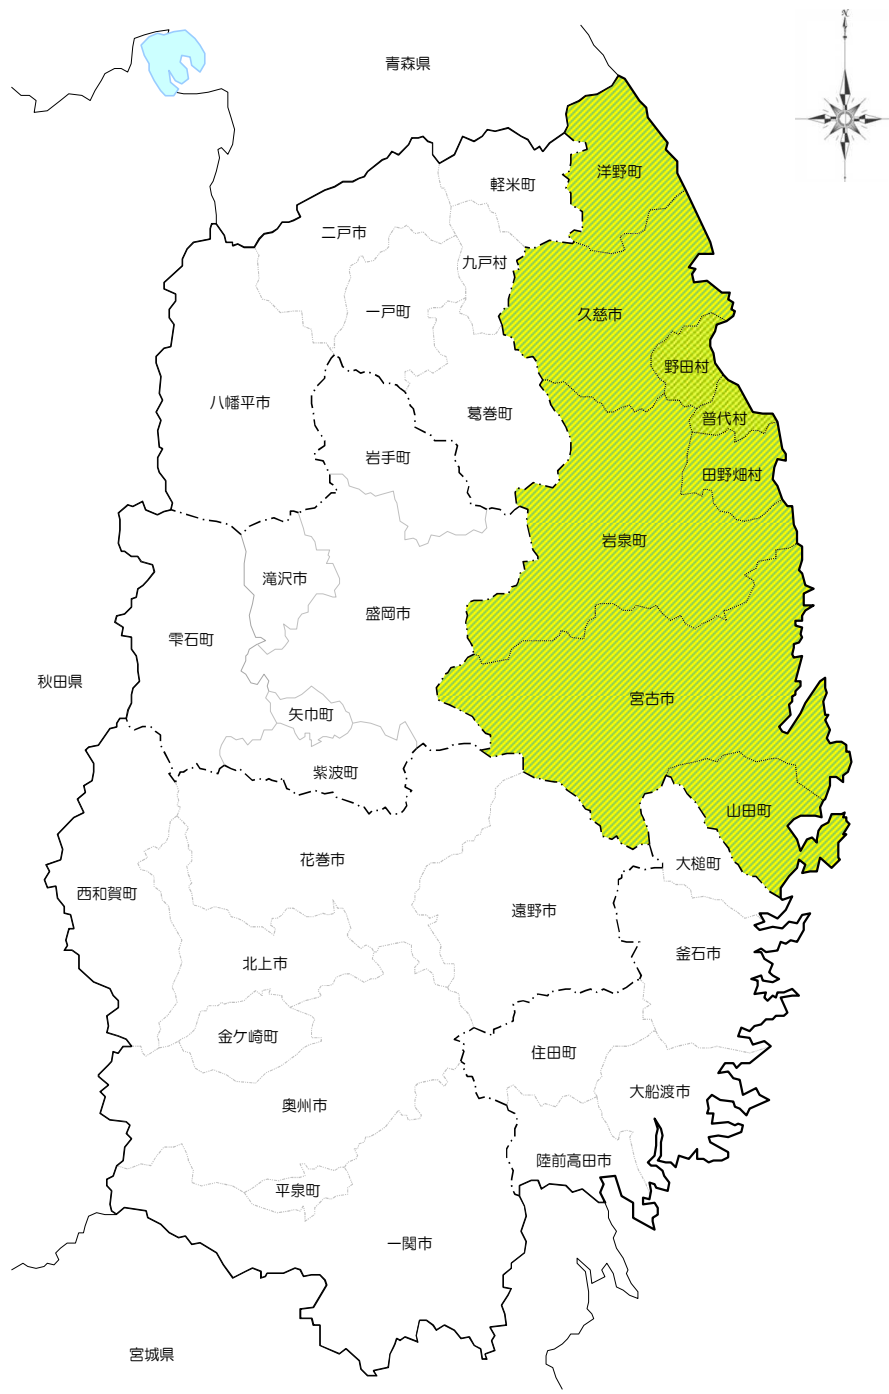 N
青森県
洋野町
軽米町
二戸市
九戸村
一戸町
久慈市
野田村
八幡平市
葛巻町
普代村
岩手町
田野畑村
岩泉町
滝沢市
盛岡市
雫石町
秋田県
宮古市
矢巾町
紫波町
山田町
花巻市
大槌町
西和賀町
遠野市
釜石市
北上市
金ケ崎町
住田町
大船渡市
奥州市
陸前高田市
平泉町
一関市
宮城県